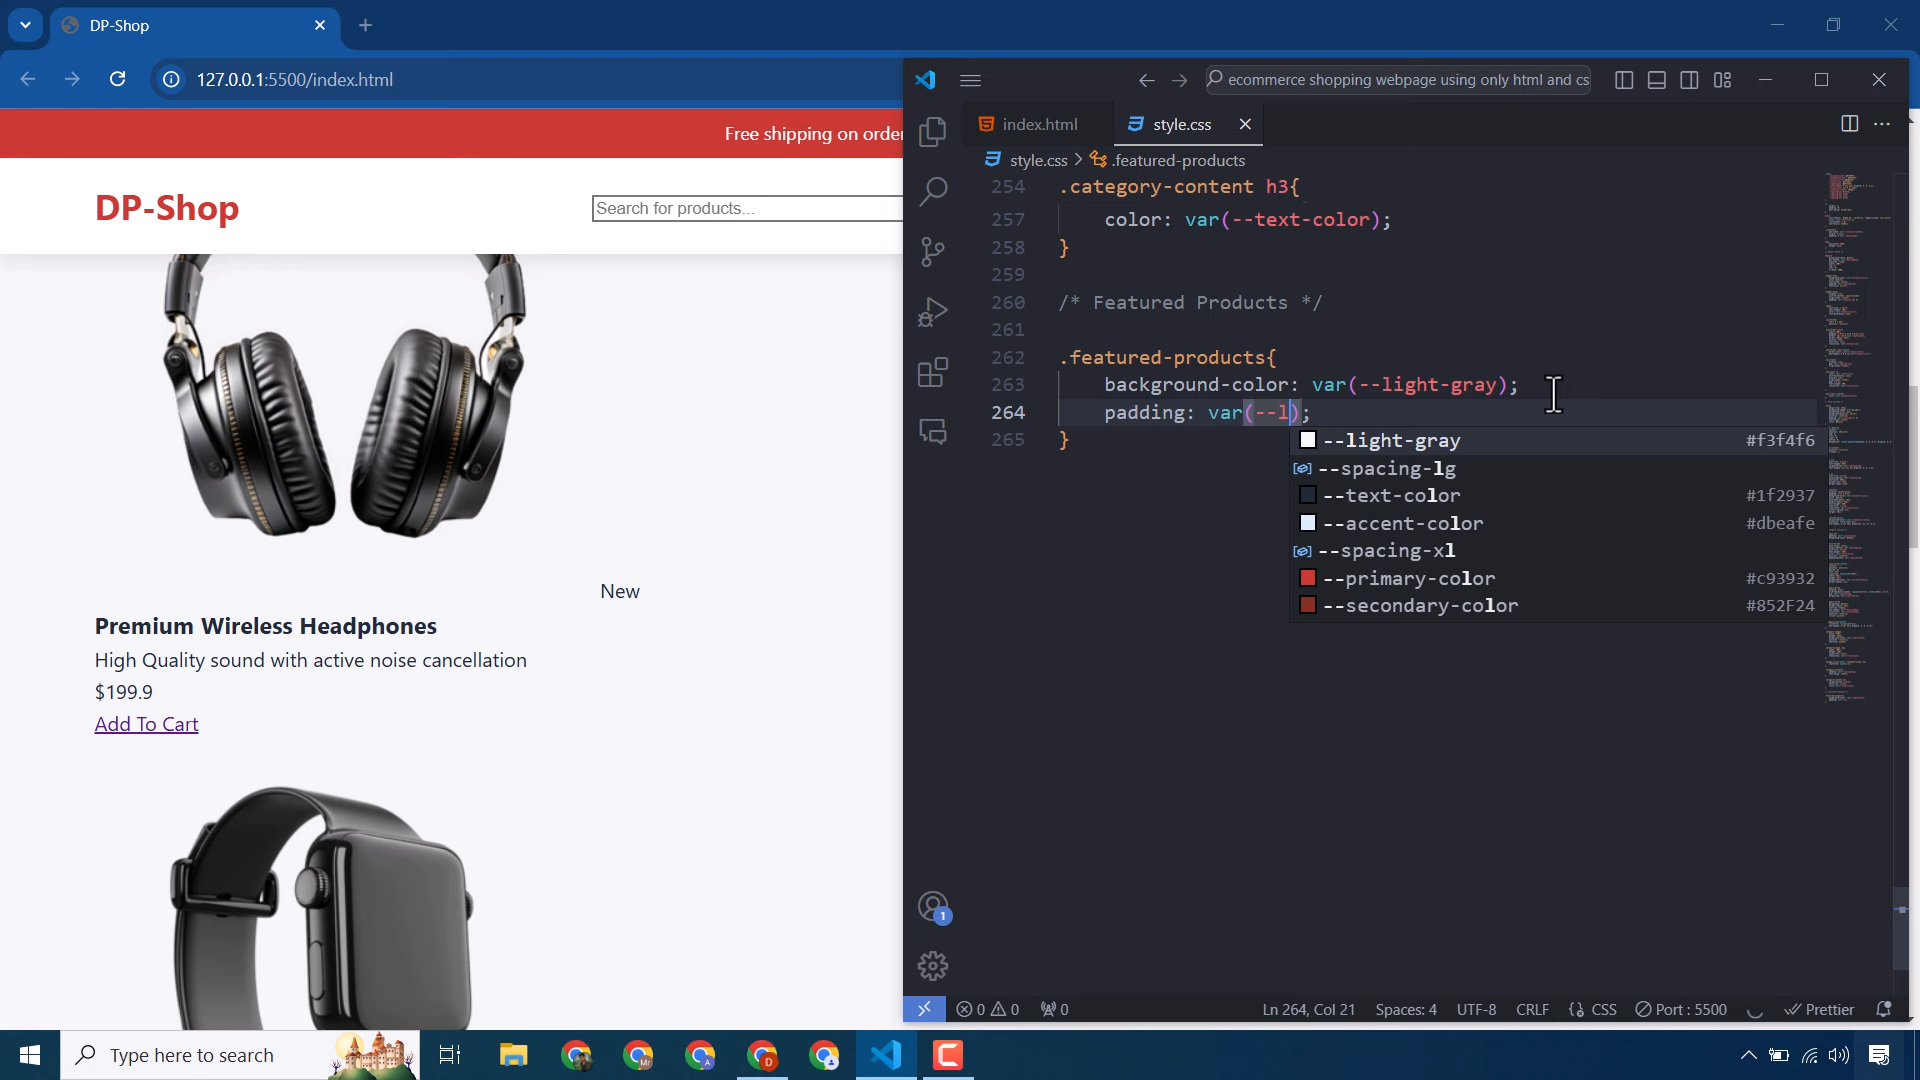 DP-Shop
127.0.0.1:5500/index.html
Free shipping on order
DP-Shop
Search for products...
New
Premium Wireless Headphones
High Quality sound with active noise cancellation
$199.9
Add To Cart
ecommerce shopping webpage using only html and cs
index.html
style.css
style.css > .featured-products
254 .category-content h3{
257 color: var(--text-color);
258 }
259
260 /* Featured Products */
261
262 .featured-products{
263 background-color: var(--light-gray);
264 padding: var(--l);
265 }
--light-gray #f3f4f6
--spacing-lg
--text-color #1f2937
--accent-color #dbeafe
--spacing-xl
--primary-color #c93932
--secondary-color #852F24
1
0 0 0 Ln 264, Col 21 Spaces: 4 UTF-8 CRLF {} CSS Port : 5500 Prettier
Type here to search